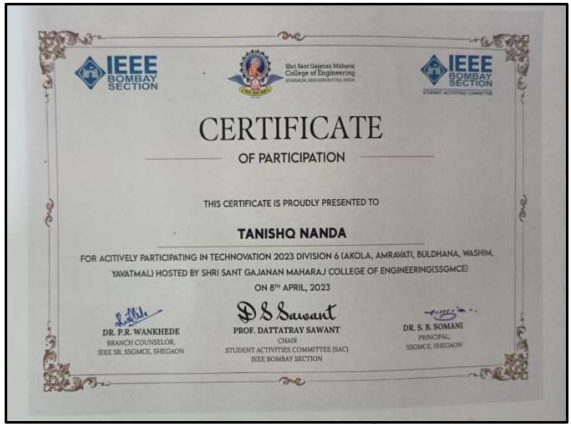 IEEE
BOMBAY
SECTION
Shri Sant Gajanan Maharaj
College of Engineering
SHEGAON, MAHARASHTRA, INDIA
IEEE
BOMBAY
SECTION
STUDENT ACTIVITIES COMMITTEE
CERTIFICATE
OF PARTICIPATION
THIS CERTIFICATE IS PROUDLY PRESENTED TO
TANISHQ NANDA
FOR ACITIVELY PARTICIPATING IN TECHNOVATION 2023 DIVISION 6 (AKOLA, AMRAVATI, BULDHANA, WASHIM,
YAVATMAL) HOSTED BY SHRI SANT GAJANAN MAHARAJ COLLEGE OF ENGINEERING(SSGMCE)
ON 8TH APRIL, 2023
D S Sawant
DR. P.R. WANKHEDE
BRANCH COUNSELOR,
IEEE SB, SSGMCE, SHEGAON
PROF. DATTATRAY SAWANT
CHAIR
STUDENT ACTIVITIES COMMITTEE (SAC)
IEEE BOMBAY SECTION
DR. S. B. SOMANI
PRINCIPAL,
SSGMCE, SHEGAON